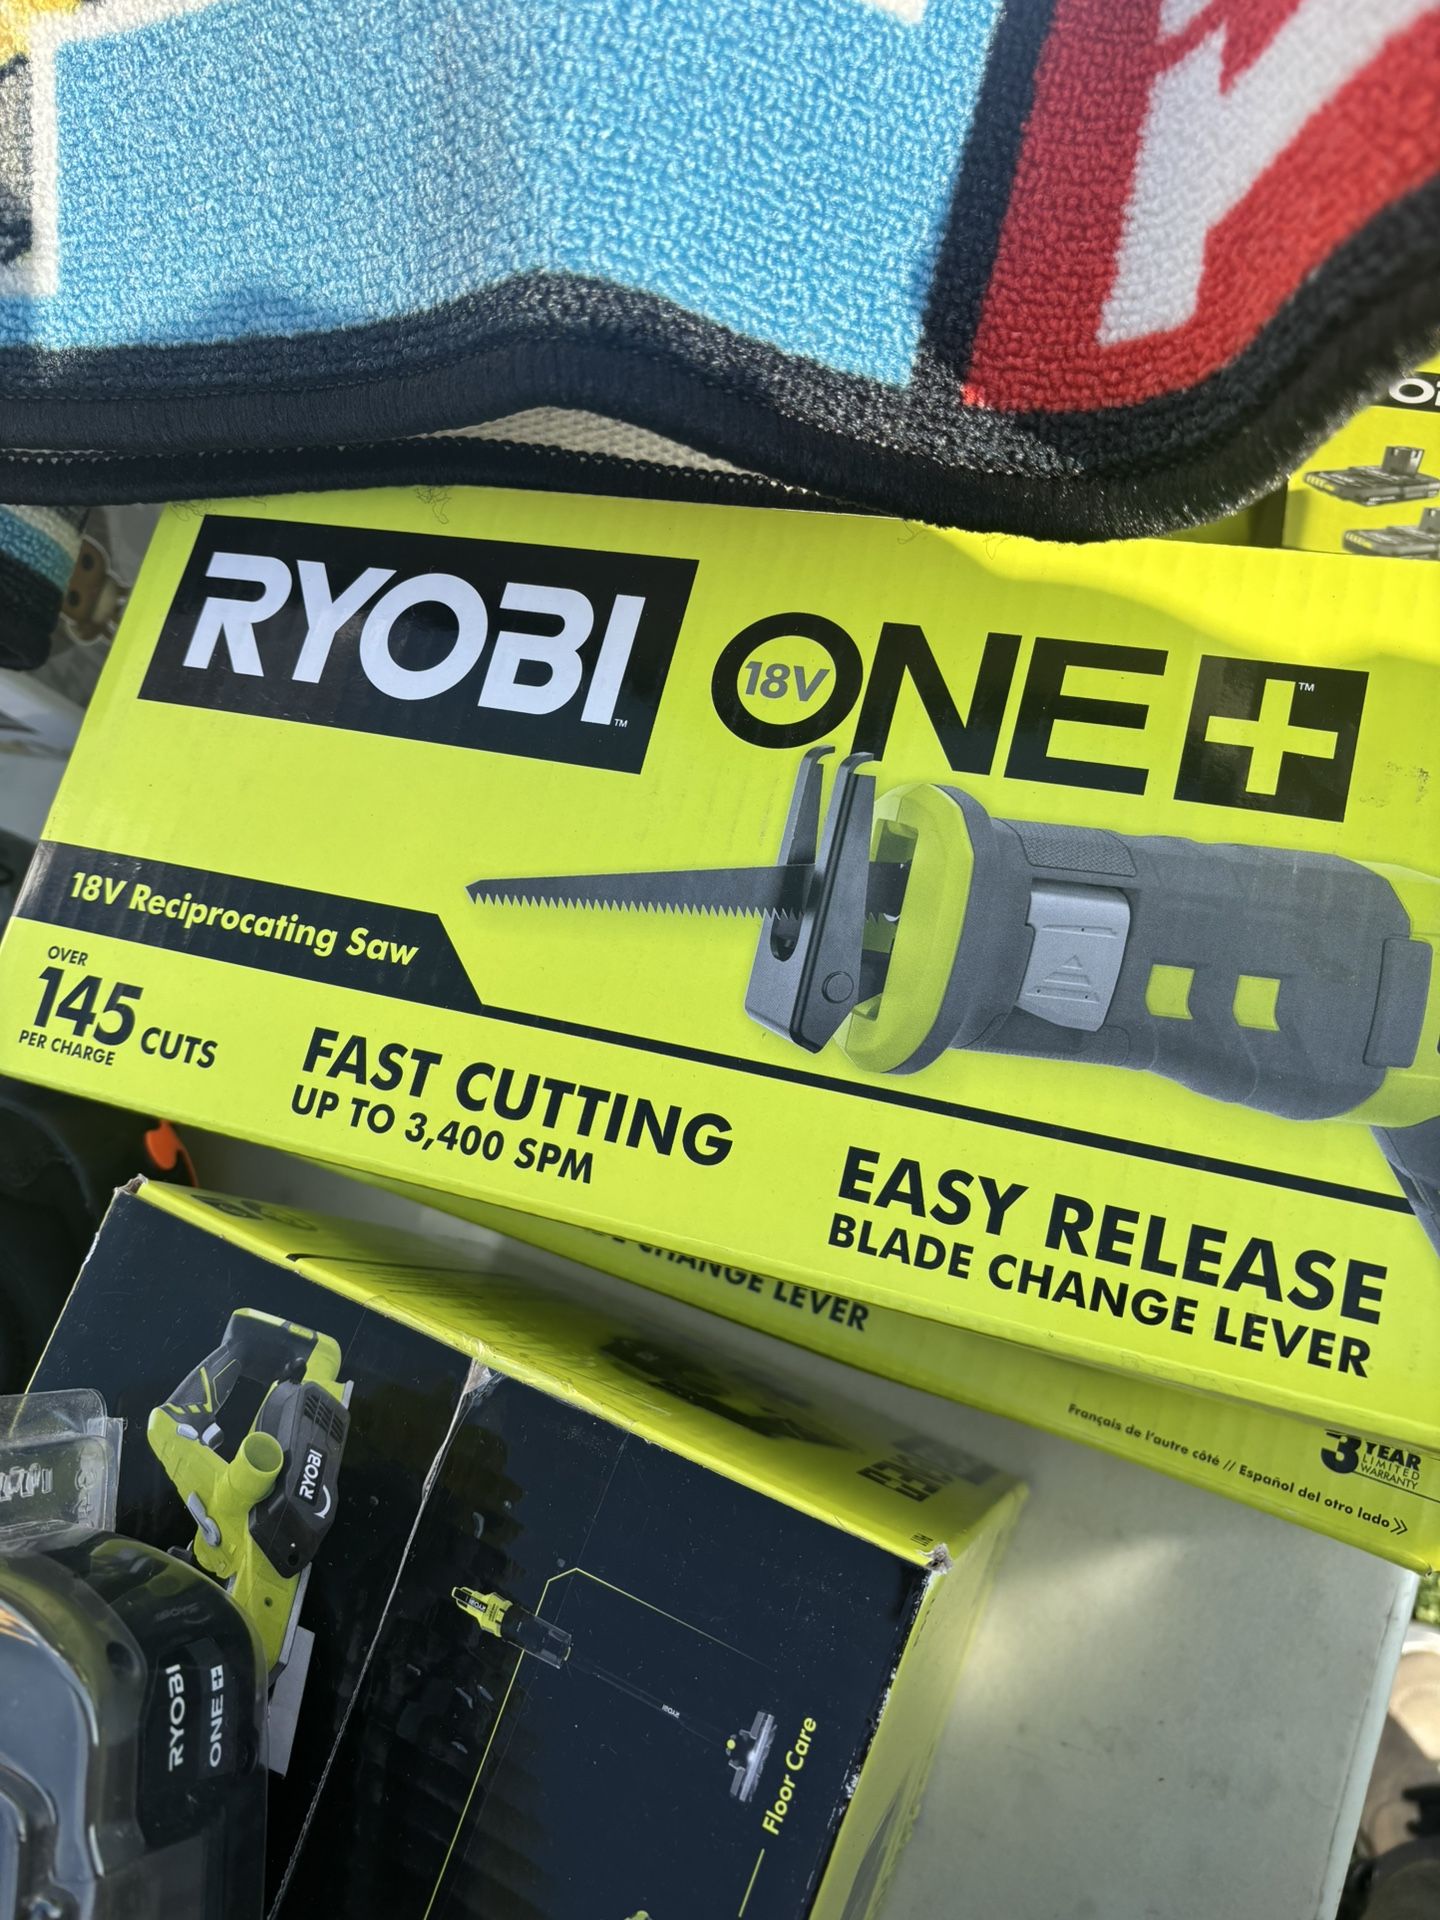 RYOBI™
18V ONE+™
18V Reciprocating Saw
OVER
145 CUTS
PER CHARGE
FAST CUTTING
UP TO 3,400 SPM
EASY RELEASE
BLADE CHANGE LEVER
CHANGE LEVER
Français de l'autre côté // Español del otro lado
3 YEAR
LIMITED
WARRANTY
RYOBI
RYOBI
ONE+
RYOBI
Floor Care